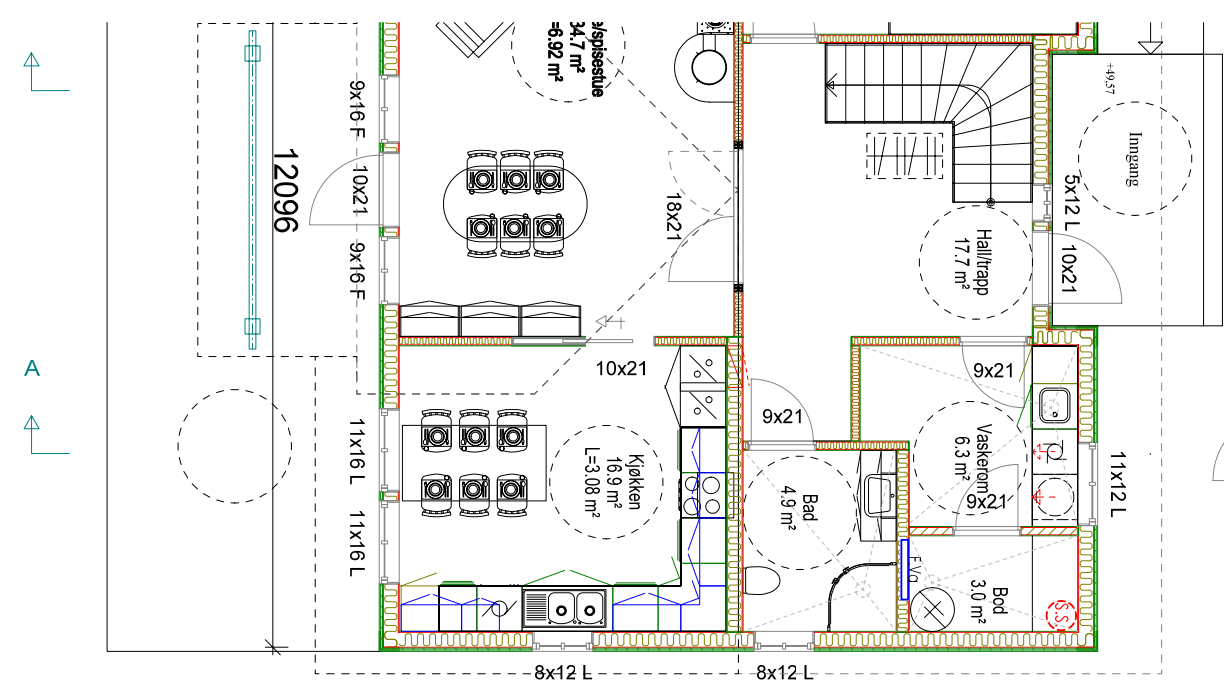 e/spisestue
34.7 m²
=6.92 m²
+49,57
Inngang
9x16 F
10x21
9x16 F
12096
18x21
5x12 L
10x21
Hall/trapp
17.7 m²
A
10x21
9x21
9x21
Vaskerom
6.3 m²
Kjøkken
16.9 m²
L=3.08 m²
11x16 L
11x16 L
Bad
4.9 m²
9x21
11x12 L
F.Vg
Bod
3.0 m²
S.S.
8x12 L
8x12 L